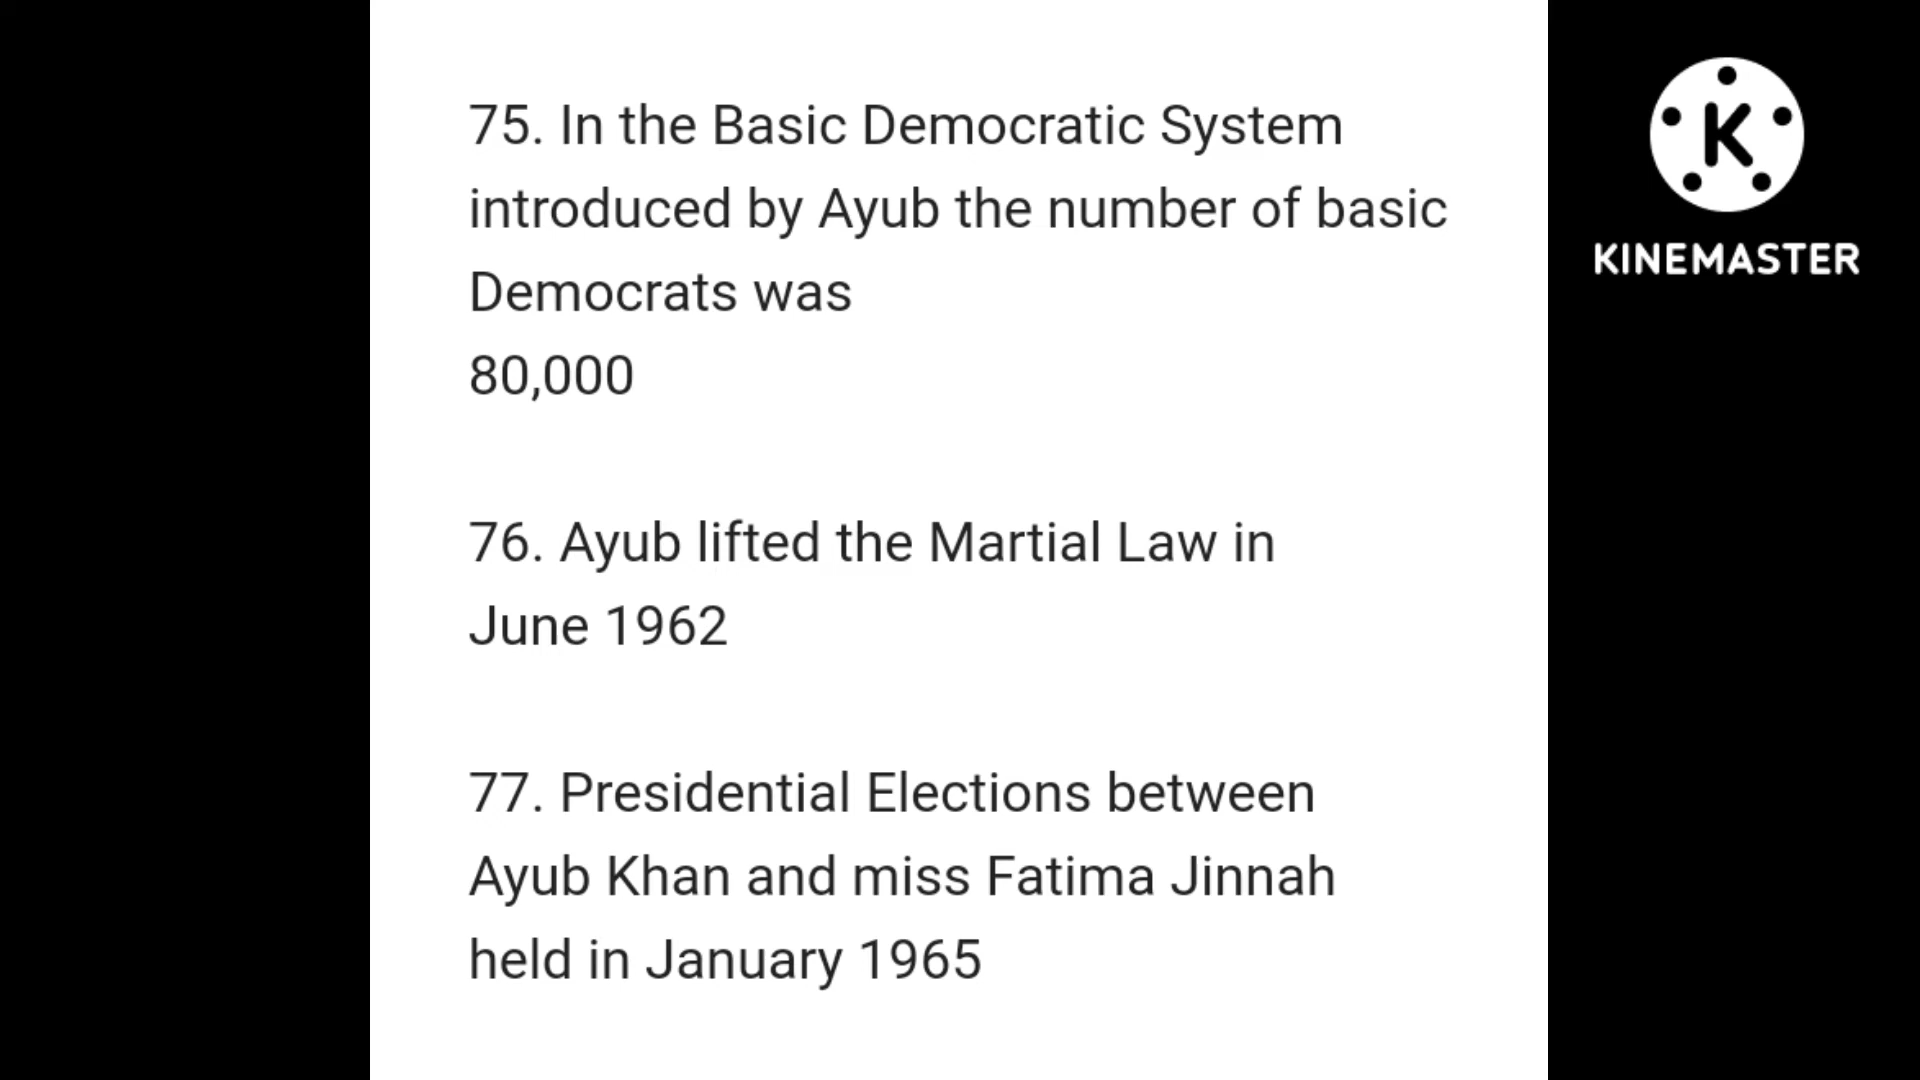 75. In the Basic Democratic System
introduced by Ayub the number of basic
Democrats was
80,000
76. Ayub lifted the Martial Law in
June 1962
77. Presidential Elections between
Ayub Khan and miss Fatima Jinnah
held in January 1965
K
KINEMASTER